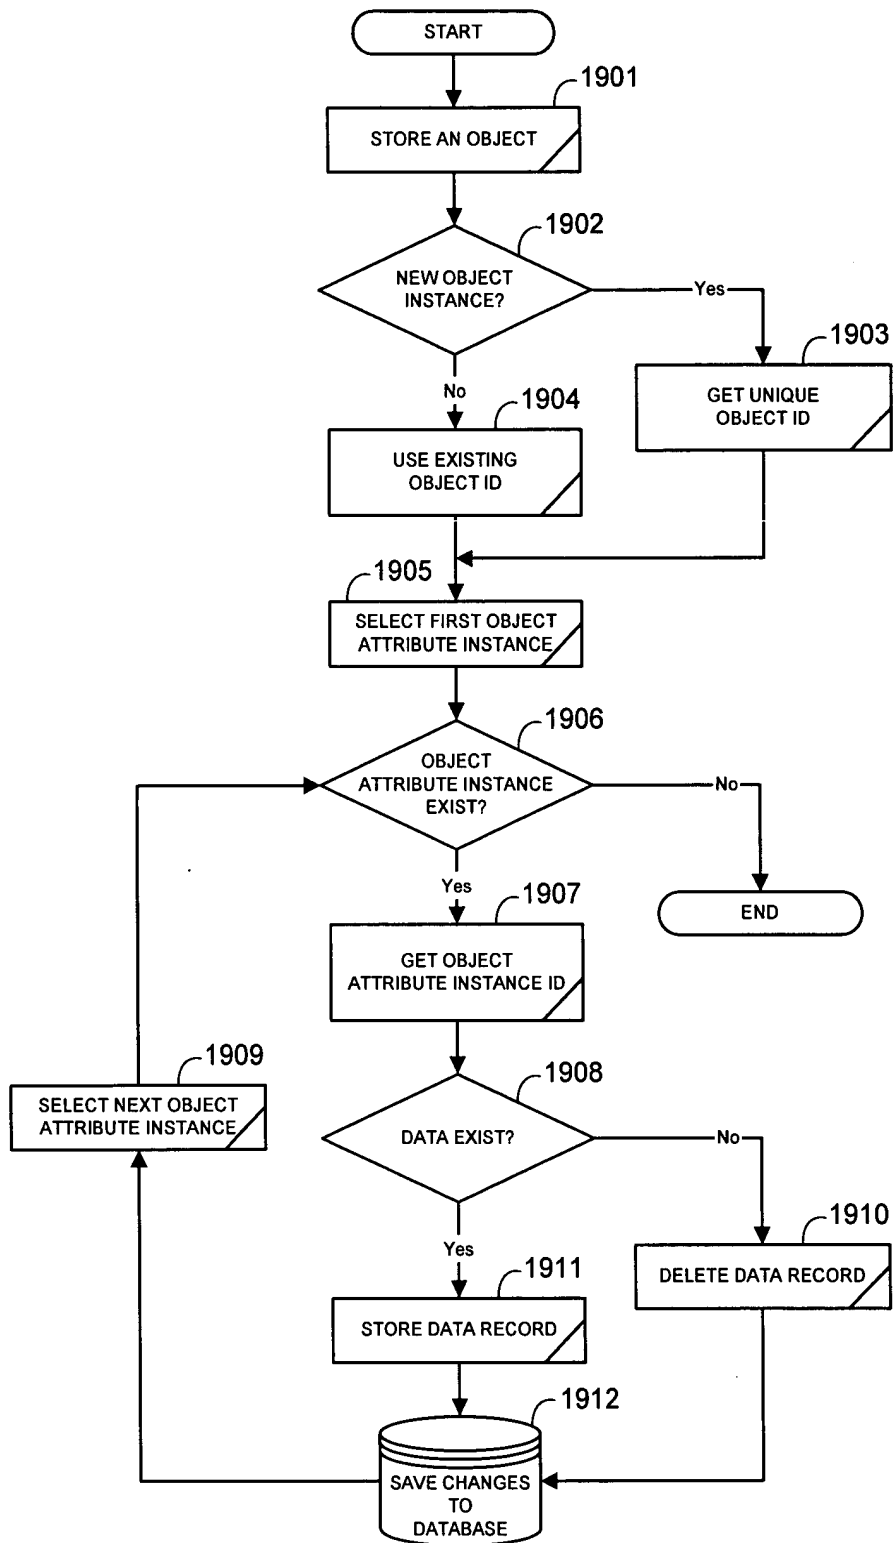 START
1901
STORE AN OBJECT
1902
NEW OBJECT
INSTANCE?
Yes
1903
GET UNIQUE
OBJECT ID
No
1904
USE EXISTING
OBJECT ID
1905
SELECT FIRST OBJECT
ATTRIBUTE INSTANCE
1906
OBJECT
ATTRIBUTE INSTANCE
EXIST?
No
END
Yes
1907
GET OBJECT
ATTRIBUTE INSTANCE ID
1908
DATA EXIST?
No
1909
SELECT NEXT OBJECT
ATTRIBUTE INSTANCE
1910
DELETE DATA RECORD
Yes
1911
STORE DATA RECORD
1912
SAVE CHANGES
TO
DATABASE